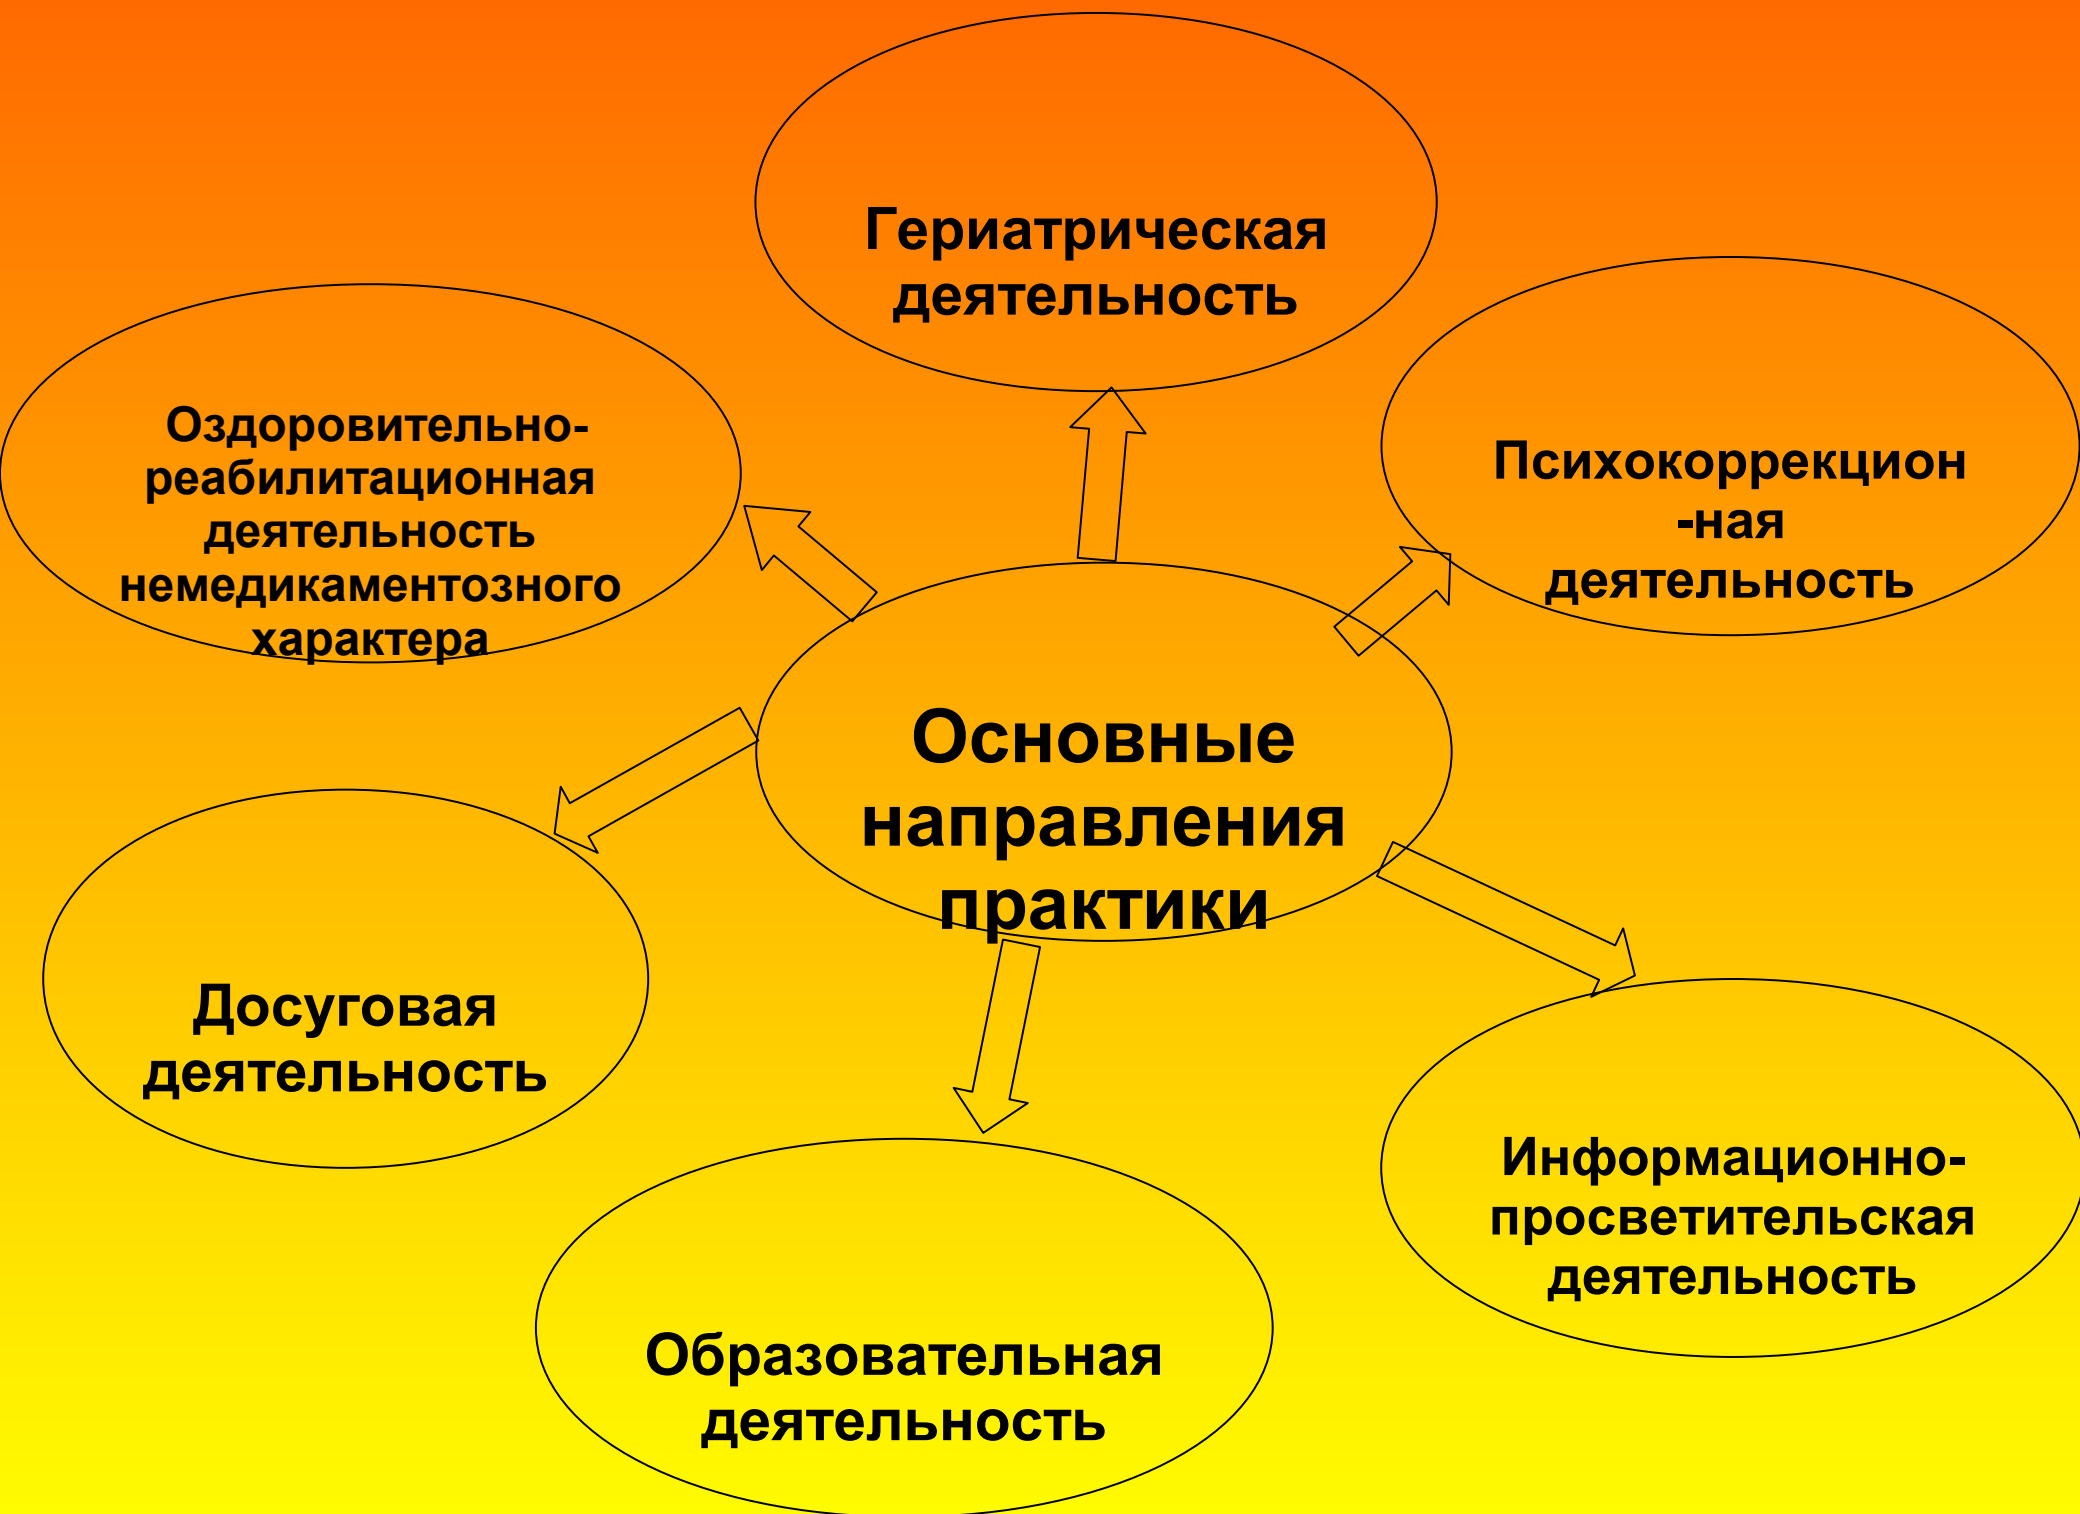 Гериатрическая
деятельность
Оздоровительно-
реабилитационная
деятельность
немедикаментозного
характера
Психокоррекцион
-ная
деятельность
Основные
направления
практики
Досуговая
деятельность
Информационно-
просветительская
деятельность
Образовательная
деятельность